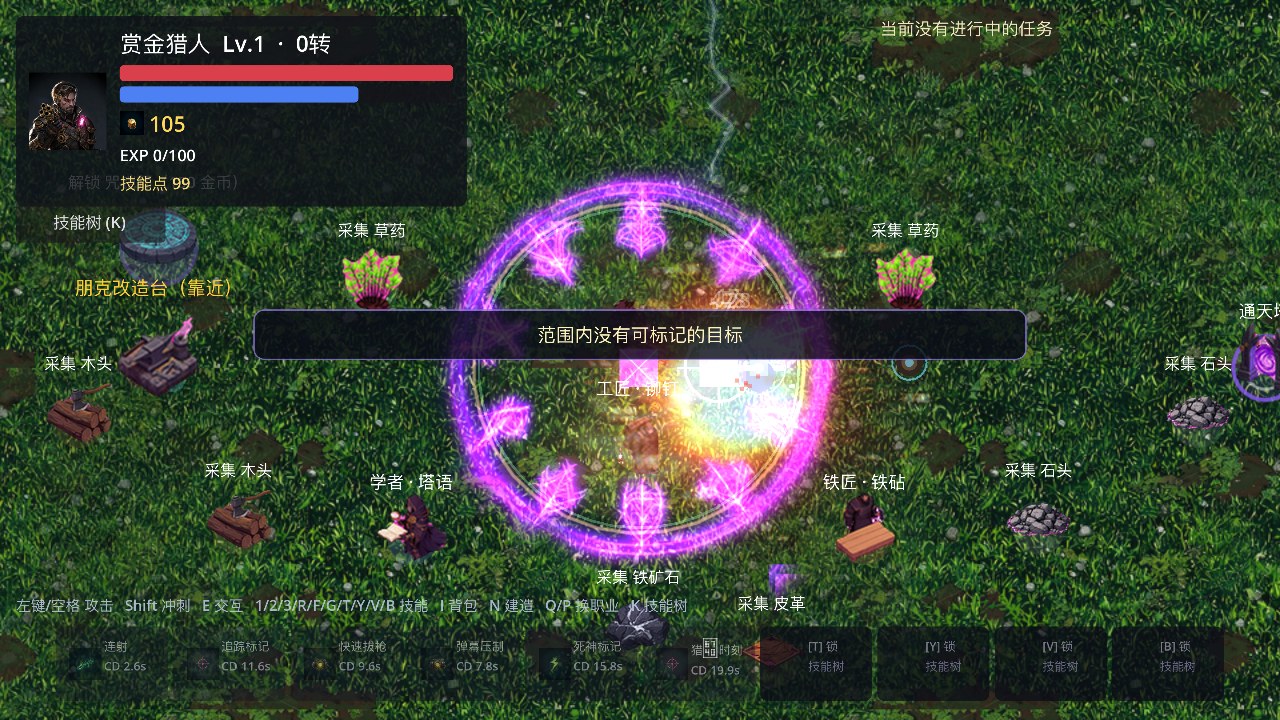 赏金猎人 Lv.1 · 0转
当前没有进行中的任务
105
EXP 0/100
技能点 99
技能树 (K)
采集 草药
采集 草药
朋克改造台（靠近）
范围内没有可标记的目标
采集 木头
采集 石头
工匠 ·
采集 木头
学者 · 塔语
铁匠 · 铁砧
采集 石头
采集 铁矿石
采集 皮革
左键/空格 攻击 Shift 冲刺 E 交互 1/2/3/R/F/G/T/Y/V/B 技能 I 背包 N 建造 Q/P 换职业 K 技能树
连射
CD 2.6s
追踪标记
CD 11.6s
快速拔枪
CD 9.6s
弹幕压制
CD 7.8s
死神标记
CD 15.8s
时刻
CD 19.9s
[T] 锁
技能树
[Y] 锁
技能树
[V] 锁
技能树
[B] 锁
技能树